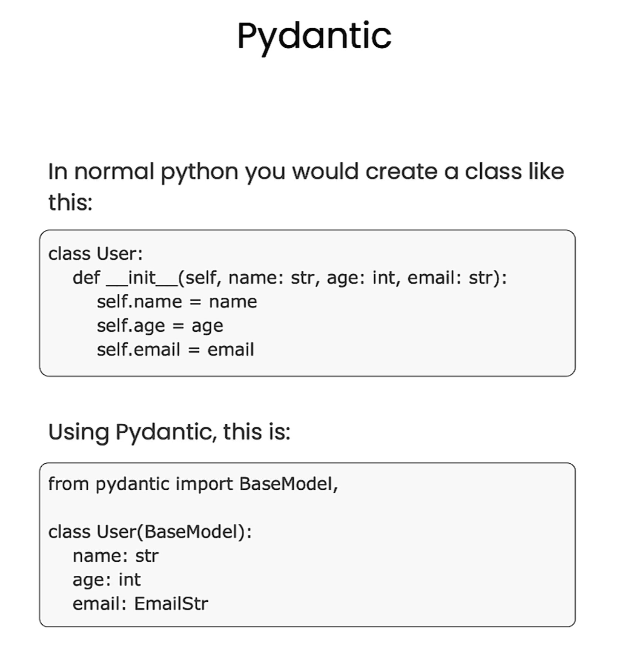 Pydantic
In normal python you would create a class like
this:
class User:
    def __init__(self, name: str, age: int, email: str):
        self.name = name
        self.age = age
        self.email = email
Using Pydantic, this is:
from pydantic import BaseModel,
class User(BaseModel):
    name: str
    age: int
    email: EmailStr